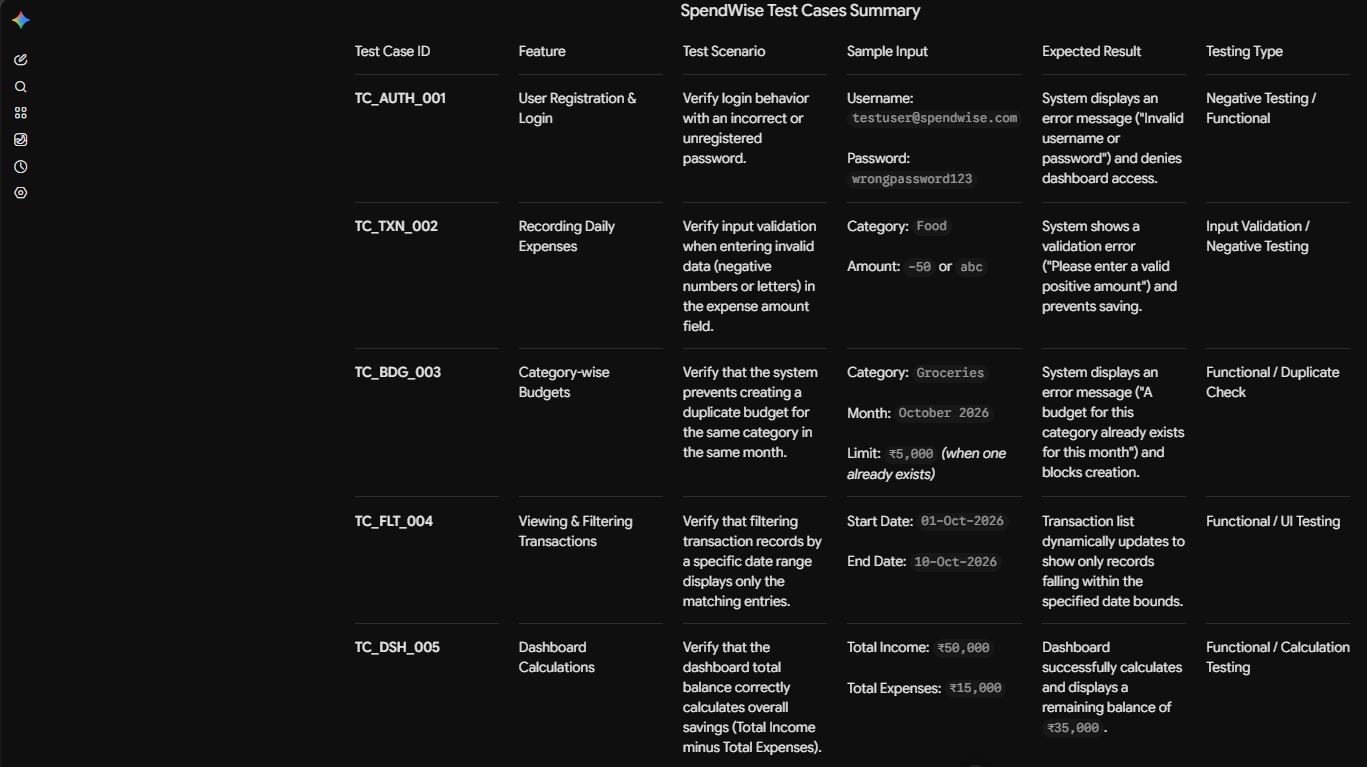 SpendWise Test Cases Summary
Test Case ID
Feature
Test Scenario
Sample Input
Expected Result
Testing Type
TC_AUTH_001
User Registration &
Login
Verify login behavior
with an incorrect or
unregistered
password.
Username:
testuser@spendwise.com
Password:
wrongpassword123
System displays an
error message ("Invalid
username or
password") and denies
dashboard access.
Negative Testing /
Functional
TC_TXN_002
Recording Daily
Expenses
Verify input validation
when entering invalid
data (negative
numbers or letters) in
the expense amount
field.
Category: Food
Amount: -50 or abc
System shows a
validation error
("Please enter a valid
positive amount") and
prevents saving.
Input Validation /
Negative Testing
TC_BDG_003
Category-wise
Budgets
Verify that the system
prevents creating a
duplicate budget for
the same category in
the same month.
Category: Groceries
Month: October 2026
Limit: ₹5,000 (when one
already exists)
System displays an
error message ("A
budget for this
category already exists
for this month") and
blocks creation.
Functional / Duplicate
Check
TC_FLT_004
Viewing & Filtering
Transactions
Verify that filtering
transaction records by
a specific date range
displays only the
matching entries.
Start Date: 01-Oct-2026
End Date: 10-Oct-2026
Transaction list
dynamically updates to
show only records
falling within the
specified date bounds.
Functional / UI Testing
TC_DSH_005
Dashboard
Calculations
Verify that the
dashboard total
balance correctly
calculates overall
savings (Total Income
minus Total Expenses).
Total Income: ₹50,000
Total Expenses: ₹15,000
Dashboard
successfully calculates
and displays a
remaining balance of
₹35,000 .
Functional / Calculation
Testing